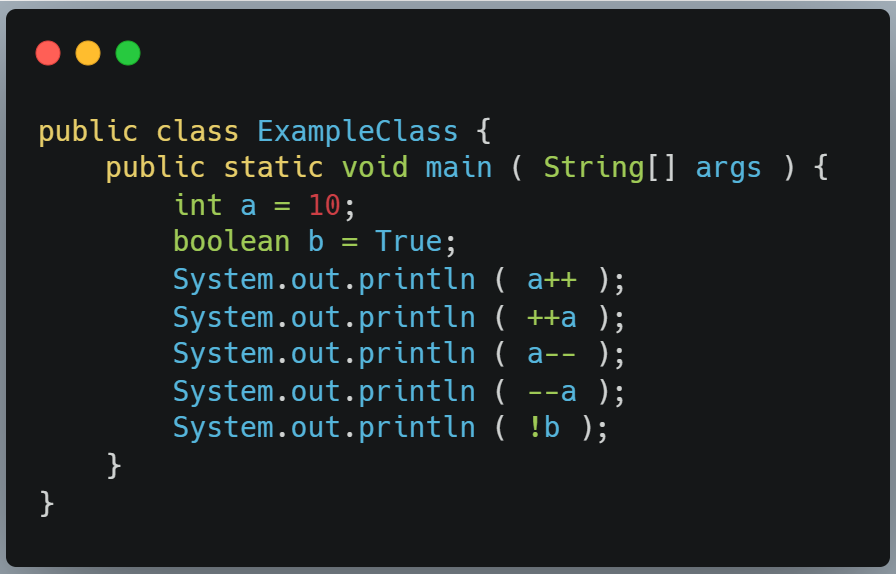 public class ExampleClass {
    public static void main ( String[] args ) {
        int a = 10;
        boolean b = True;
        System.out.println ( a++ );
        System.out.println ( ++a );
        System.out.println ( a-- );
        System.out.println ( --a );
        System.out.println ( !b );
    }
}